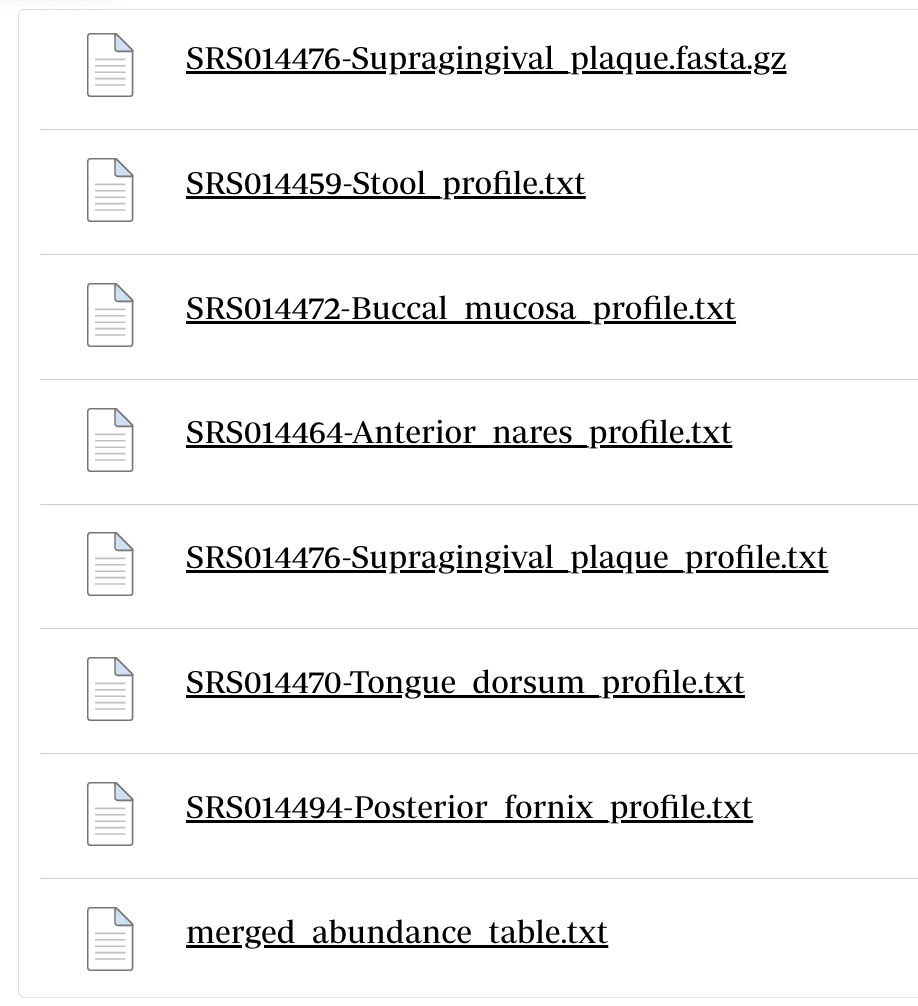 SRS014476-Supragingival_plaque.fasta.gz
SRS014459-Stool_profile.txt
SRS014472-Buccal_mucosa_profile.txt
SRS014464-Anterior_nares_profile.txt
SRS014476-Supragingival_plaque_profile.txt
SRS014470-Tongue_dorsum_profile.txt
SRS014494-Posterior_fornix_profile.txt
merged_abundance_table.txt